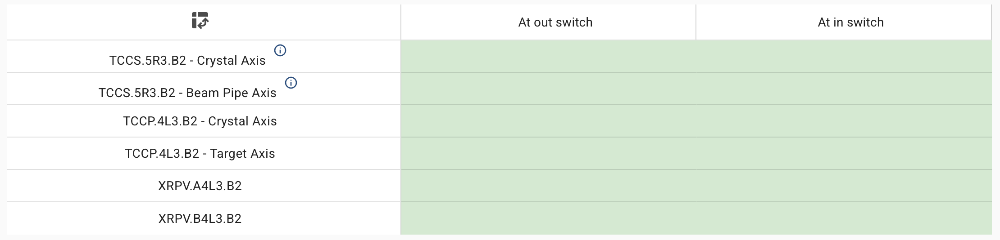 At out switch
At in switch
TCCS.5R3.B2 - Crystal Axis
TCCS.5R3.B2 - Beam Pipe Axis
TCCP.4L3.B2 - Crystal Axis
TCCP.4L3.B2 - Target Axis
XRPV.A4L3.B2
XRPV.B4L3.B2